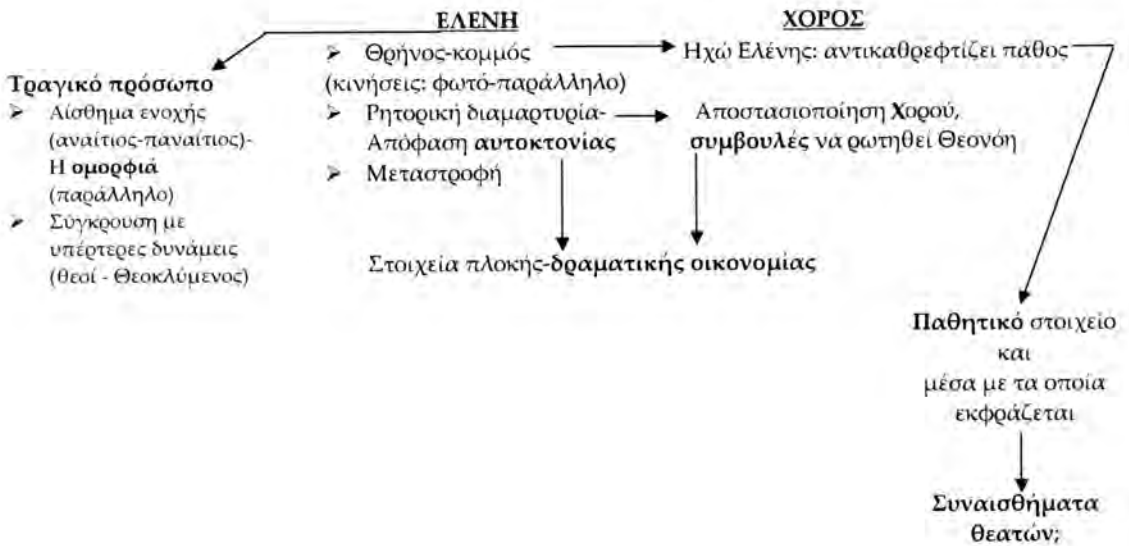 ΕΛΕΝΗ
ΧΟΡΟΣ
➢ Θρήνος-κομμός
(κινήσεις: φωτό-παράλληλο)
➢ Ρητορική διαμαρτυρία-
Απόφαση αυτοκτονίας
➢ Μεταστροφή
Ηχώ Ελένης: αντικαθρεφτίζει πάθος
Αποστασιοποίηση Χορού,
συμβουλές να ρωτηθεί Θεονόη
Τραγικό πρόσωπο
➢ Αίσθημα ενοχής
(αναίτιος-παναίτιος)-
Η ομορφιά
(παράλληλο)
➢ Σύγκρουση με
υπέρτερες δυνάμεις
(θεοί - Θεοκλύμενος)
Στοιχεία πλοκής-δραματικής οικονομίας
Παθητικό στοιχείο
και
μέσα με τα οποία
εκφράζεται
Συναισθήματα
θεατών;